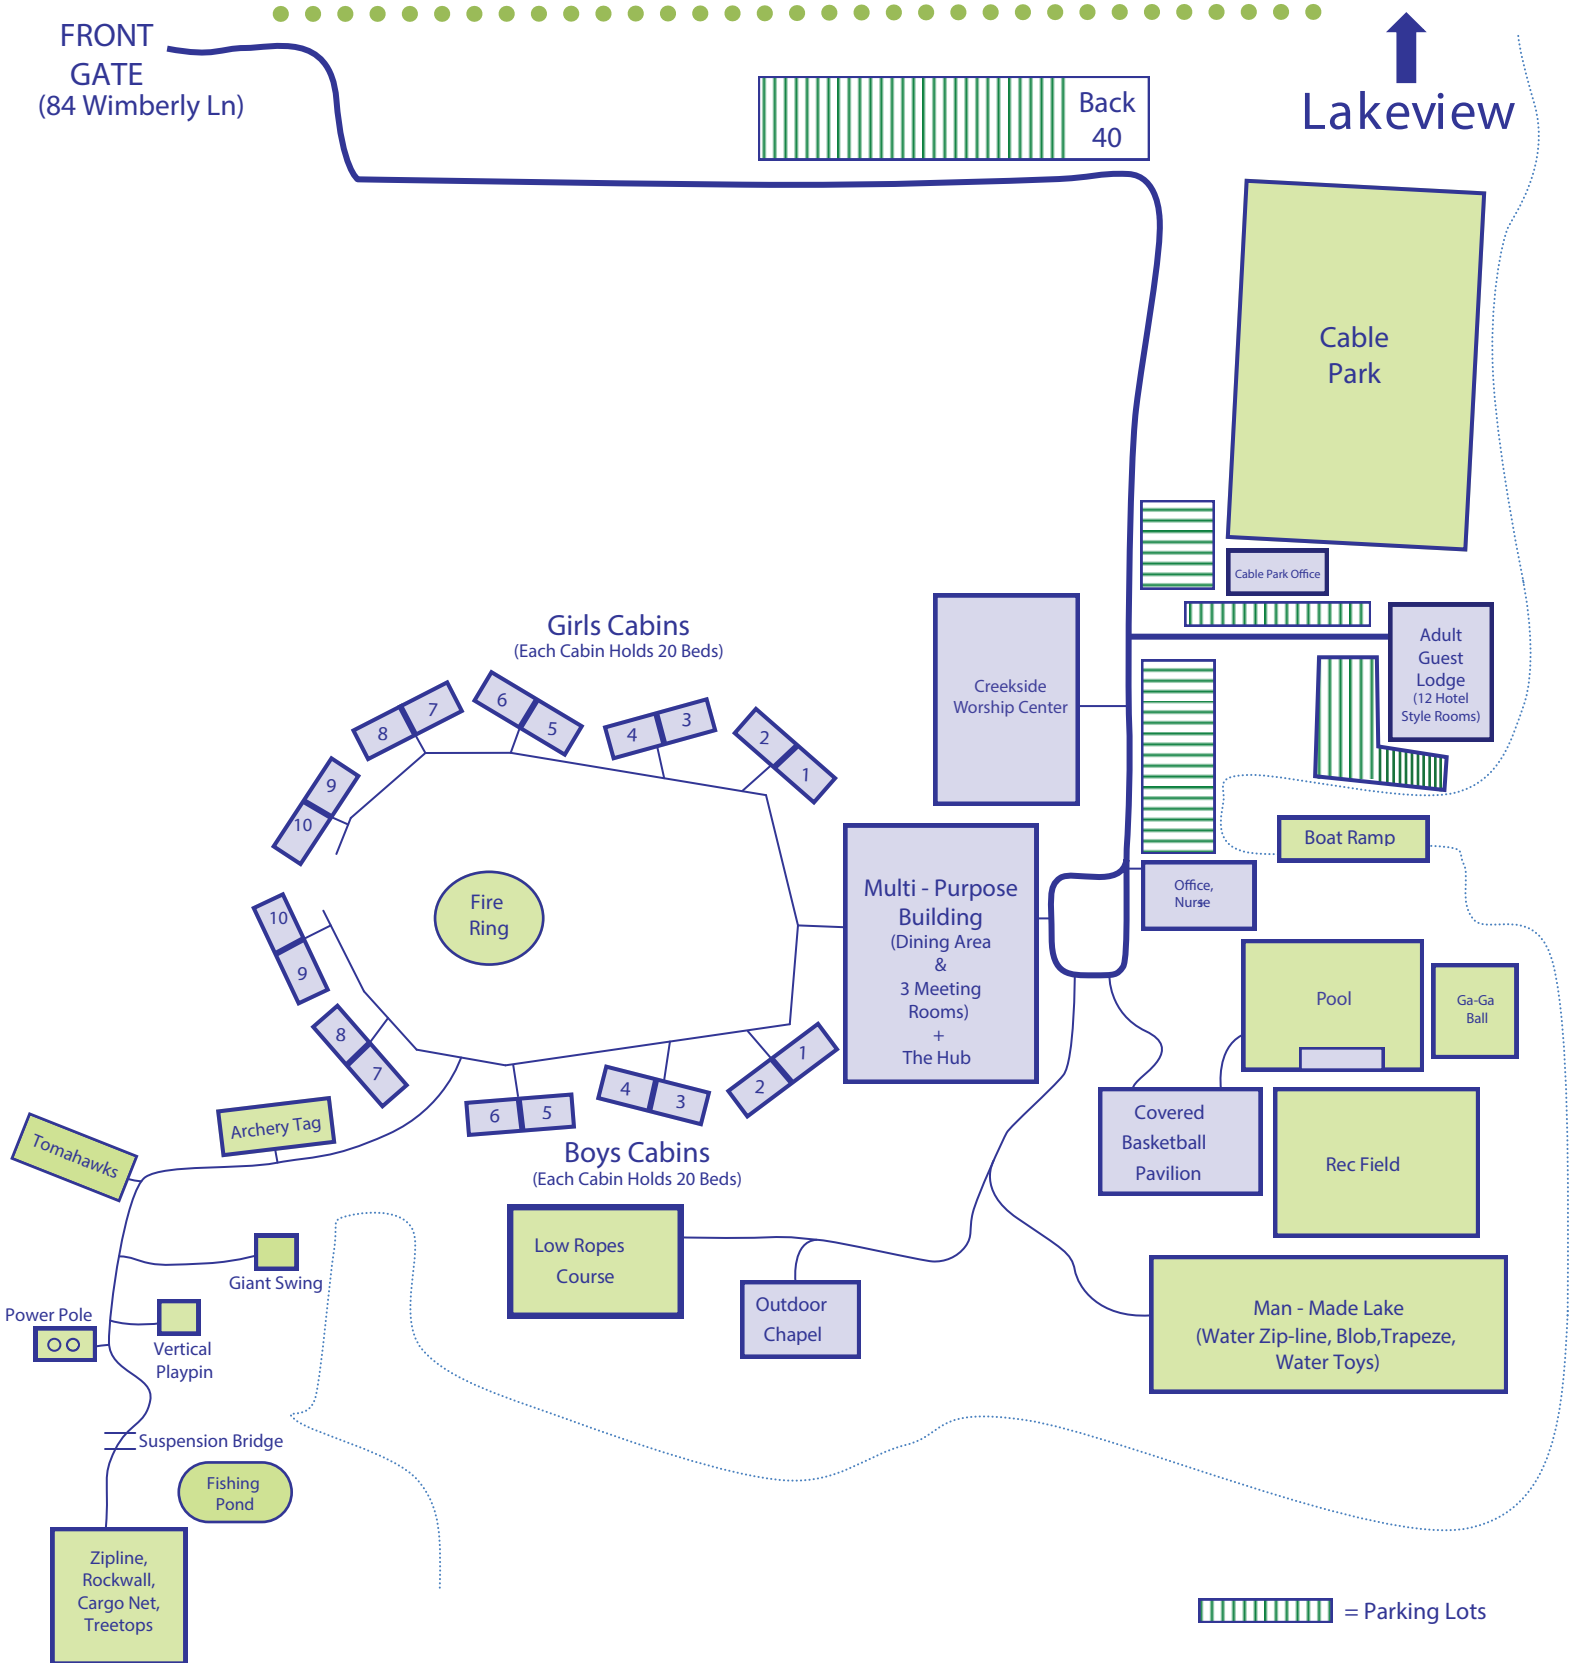 FRONT
GATE
(84 Wimberly Ln)
Back
40
Lakeview
Cable
Park
Cable Park Office
Adult
Guest
Lodge
(12 Hotel
Style Rooms)
Creekside
Worship Center
Girls Cabins
(Each Cabin Holds 20 Beds)
8
7
6
5
4
3
2
1
9
10
Fire
Ring
10
9
8
7
6
5
4
3
2
1
Boys Cabins
(Each Cabin Holds 20 Beds)
Multi - Purpose
Building
(Dining Area
&
3 Meeting
Rooms)
+
The Hub
Boat Ramp
Office,
Nurse
Pool
Ga-Ga
Ball
Covered
Basketball
Pavilion
Rec Field
Archery Tag
Tomahawks
Giant Swing
Power Pole
Vertical
Playpin
Low Ropes
Course
Outdoor
Chapel
Man - Made Lake
(Water Zip-line, Blob,Trapeze,
Water Toys)
Suspension Bridge
Fishing
Pond
Zipline,
Rockwall,
Cargo Net,
Treetops
= Parking Lots